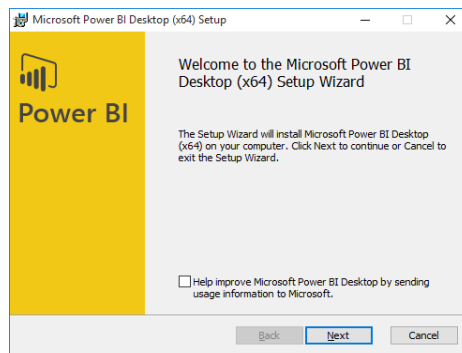 Microsoft Power BI Desktop (x64) Setup
Power BI
Welcome to the Microsoft Power BI
Desktop (x64) Setup Wizard
The Setup Wizard will install Microsoft Power BI Desktop
(x64) on your computer. Click Next to continue or Cancel to
exit the Setup Wizard.
Help improve Microsoft Power BI Desktop by sending
usage information to Microsoft.
Back Next Cancel